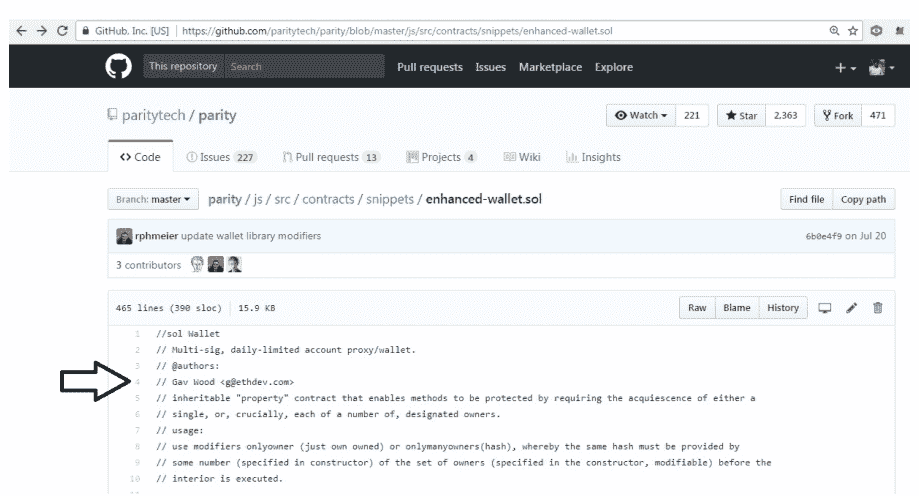 GitHub, Inc. [US] https://github.com/paritytech/parity/blob/master/js/src/contracts/snippets/enhanced-wallet.sol
This repository Search Pull requests Issues Marketplace Explore
paritytech / parity Watch 221 Star 2,363 Fork 471
Code Issues 227 Pull requests 13 Projects 4 Wiki Insights
Branch: master parity / js / src / contracts / snippets / enhanced-wallet.sol Find file Copy path
rphmeier update wallet library modifiers 6b0e4f9 on Jul 20
3 contributors
465 lines (390 sloc) 15.9 KB Raw Blame History
1 //sol Wallet
2 // Multi-sig, daily-limited account proxy/wallet.
3 // @authors:
4 // Gav Wood <g@ethdev.com>
5 // inheritable "property" contract that enables methods to be protected by requiring the acquiescence of either a
6 // single, or, crucially, each of a number of, designated owners.
7 // usage:
8 // use modifiers onlyowner (just own owned) or onlymanyowners(hash), whereby the same hash must be provided by
9 // some number (specified in constructor) of the set of owners (specified in the constructor, modifiable) before the
10 // interior is executed.